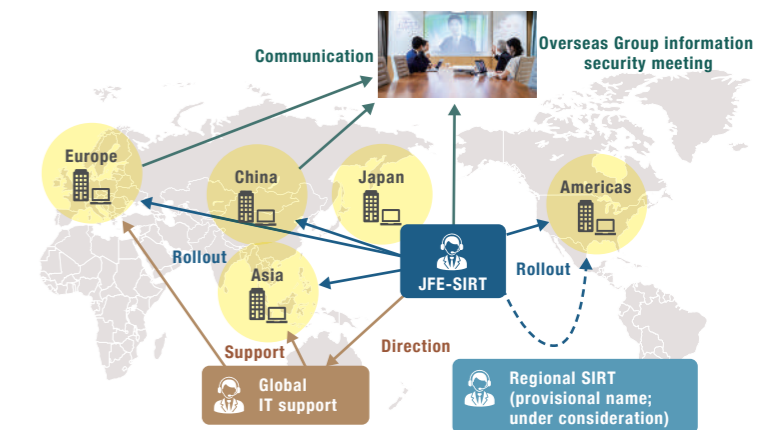 Communication
Overseas Group information
security meeting
Europe
China
Japan
Americas
Rollout
Asia
JFE-SIRT
Rollout
Support
Direction
Global
IT support
Regional SIRT
(provisional name;
under consideration)